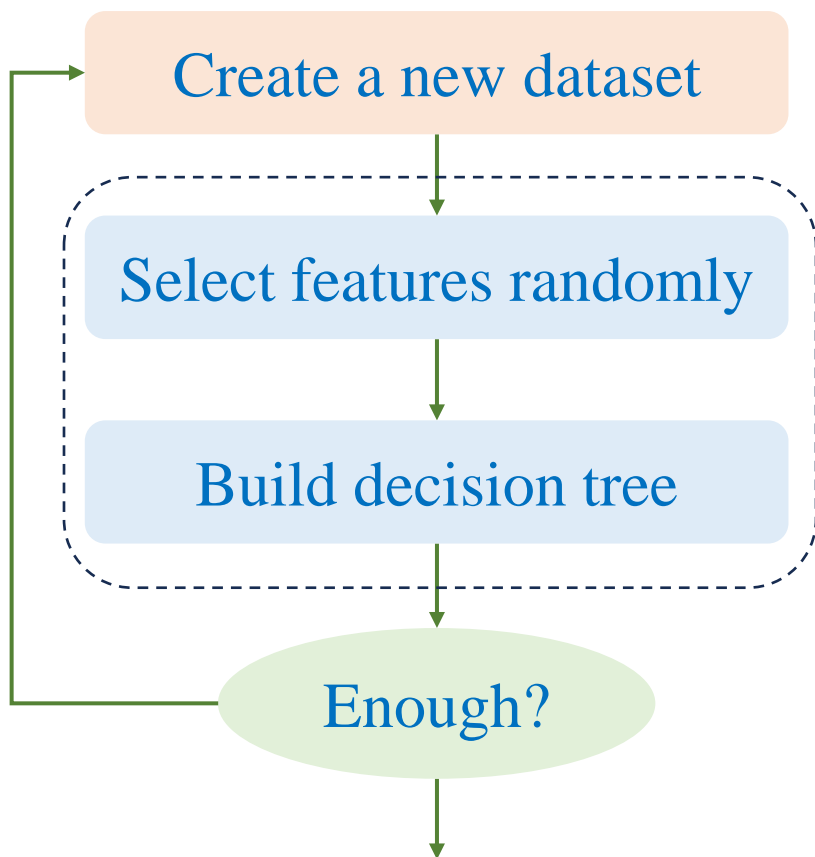 Create a new dataset
Select features randomly
Build decision tree
Enough?